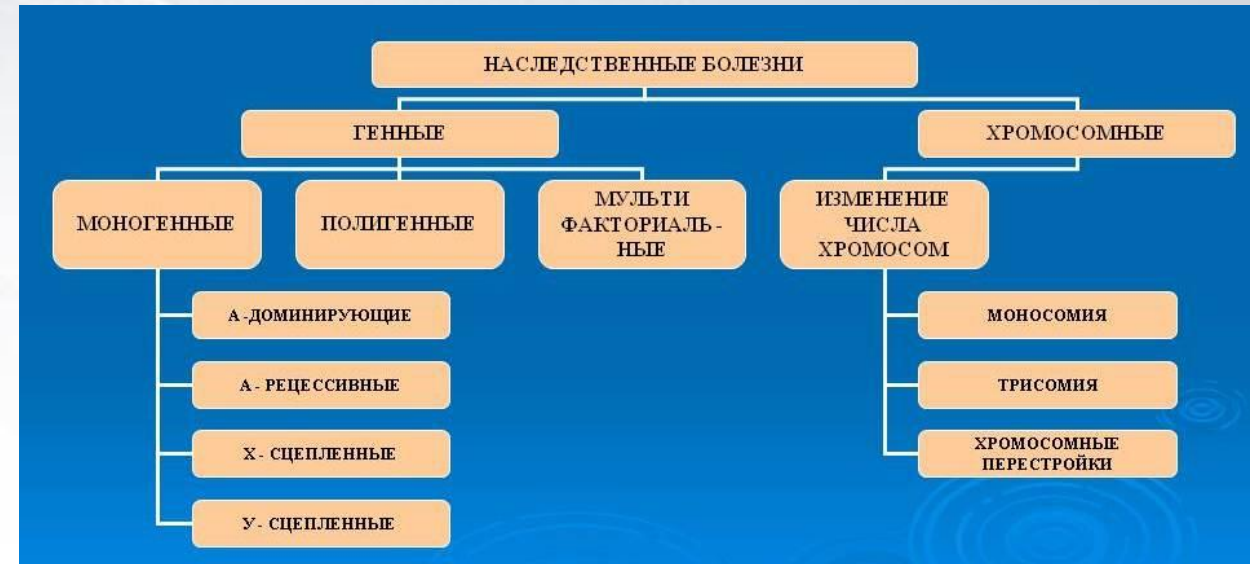 НАСЛЕДСТВЕННЫЕ БОЛЕЗНИ
ГЕННЫЕ
ХРОМОСОМНЫЕ
МОНОГЕННЫЕ
ПОЛИГЕННЫЕ
МУЛЬТИ
ФАКТОРИАЛЬ -
НЫЕ
ИЗМЕНЕНИЕ
ЧИСЛА
ХРОМОСОМ
А -ДОМИНИРУЮЩИЕ
А - РЕЦЕССИВНЫЕ
Х - СЦЕПЛЕННЫЕ
У - СЦЕПЛЕННЫЕ
МОНОСОМИЯ
ТРИСОМИЯ
ХРОМОСОМНЫЕ
ПЕРЕСТРОЙКИ